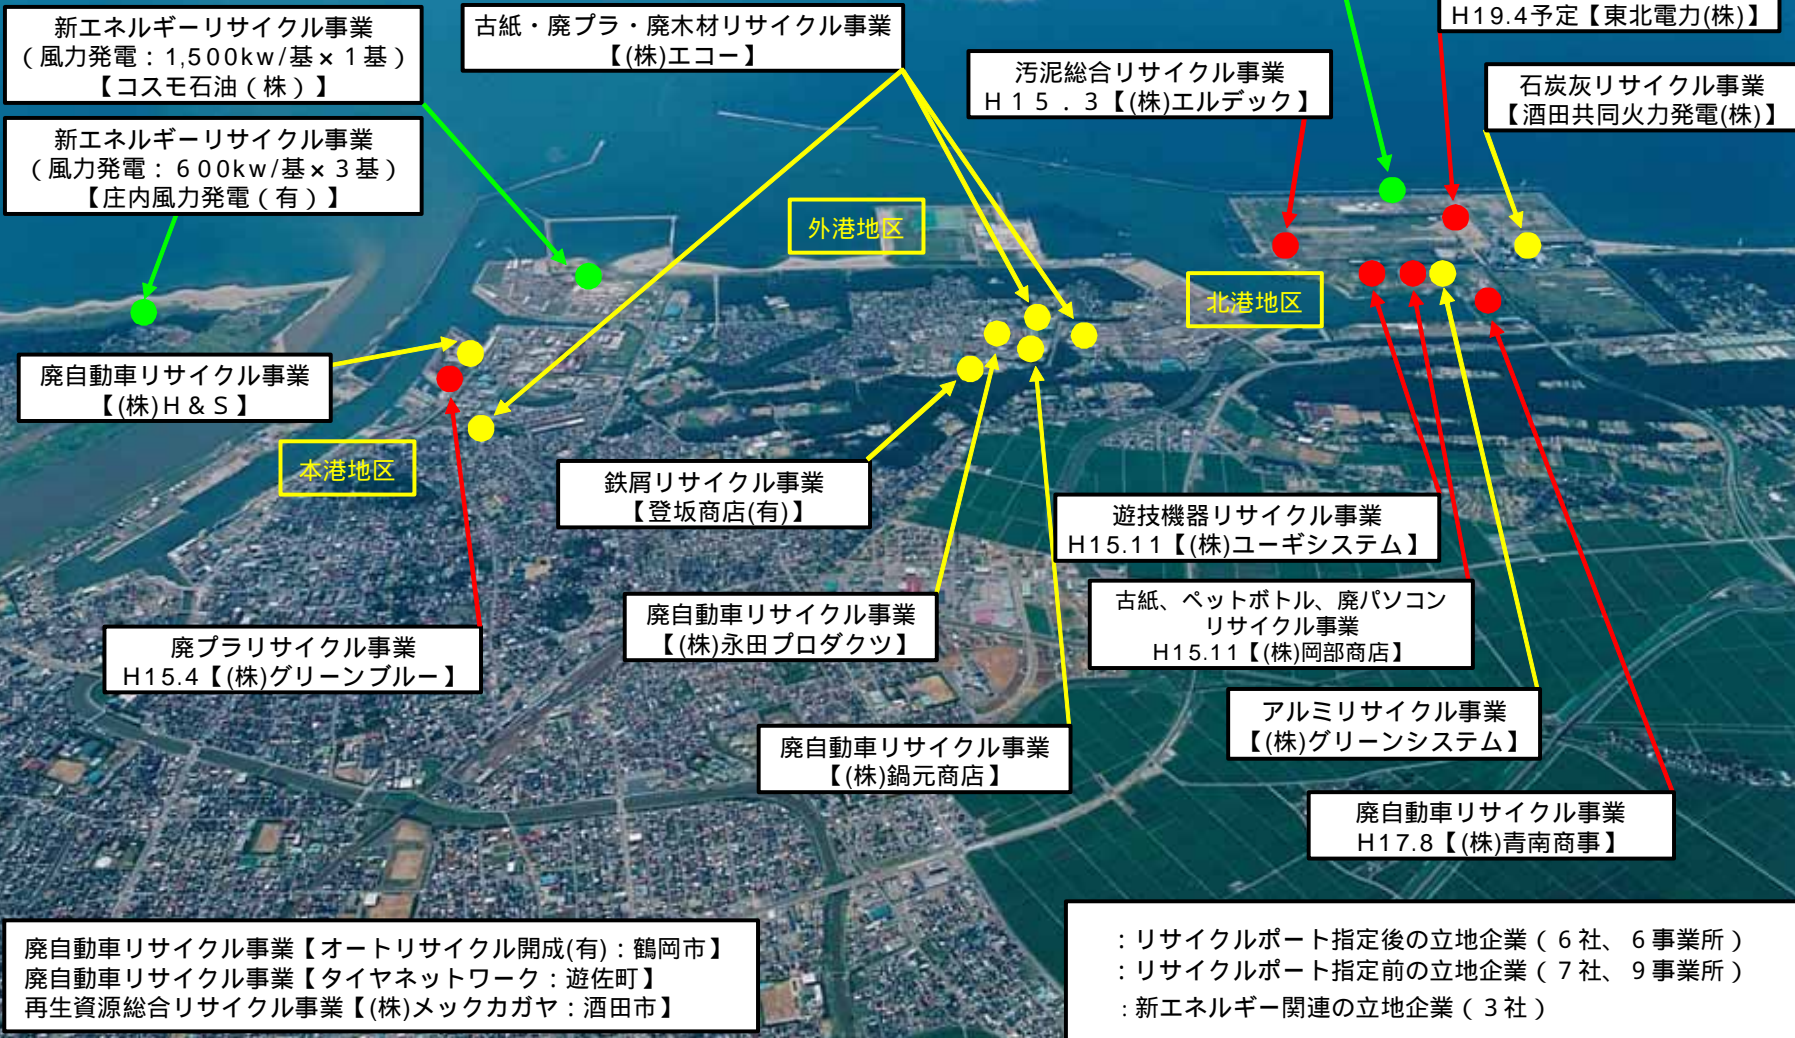 新エネルギーリサイクル事業
（風力発電：1,500kw/基×１基）
【コスモ石油（株）】
古紙・廃プラ・廃木材リサイクル事業
【(株)エコー】
H19.4予定【東北電力(株)】
汚泥総合リサイクル事業
Ｈ１５．３【(株)エルデック】
石炭灰リサイクル事業
【酒田共同火力発電(株)】
新エネルギーリサイクル事業
（風力発電：６００kw/基×３基）
【庄内風力発電（有）】
外港地区
北港地区
廃自動車リサイクル事業
【(株)Ｈ＆Ｓ】
本港地区
鉄屑リサイクル事業
【登坂商店(有)】
遊技機器リサイクル事業
H15.11【(株)ユーギシステム】
古紙、ペットボトル、廃パソコン
リサイクル事業
H15.11【(株)岡部商店】
廃自動車リサイクル事業
【(株)永田プロダクツ】
廃プラリサイクル事業
H15.4【(株)グリーンブルー】
アルミリサイクル事業
【(株)グリーンシステム】
廃自動車リサイクル事業
【(株)鍋元商店】
廃自動車リサイクル事業
H17.8【(株)青南商事】
廃自動車リサイクル事業【オートリサイクル開成(有)：鶴岡市】
廃自動車リサイクル事業【タイヤネットワーク：遊佐町】
再生資源総合リサイクル事業【(株)メックカガヤ：酒田市】
：リサイクルポート指定後の立地企業（６社、６事業所）
：リサイクルポート指定前の立地企業（７社、９事業所）
：新エネルギー関連の立地企業（３社）